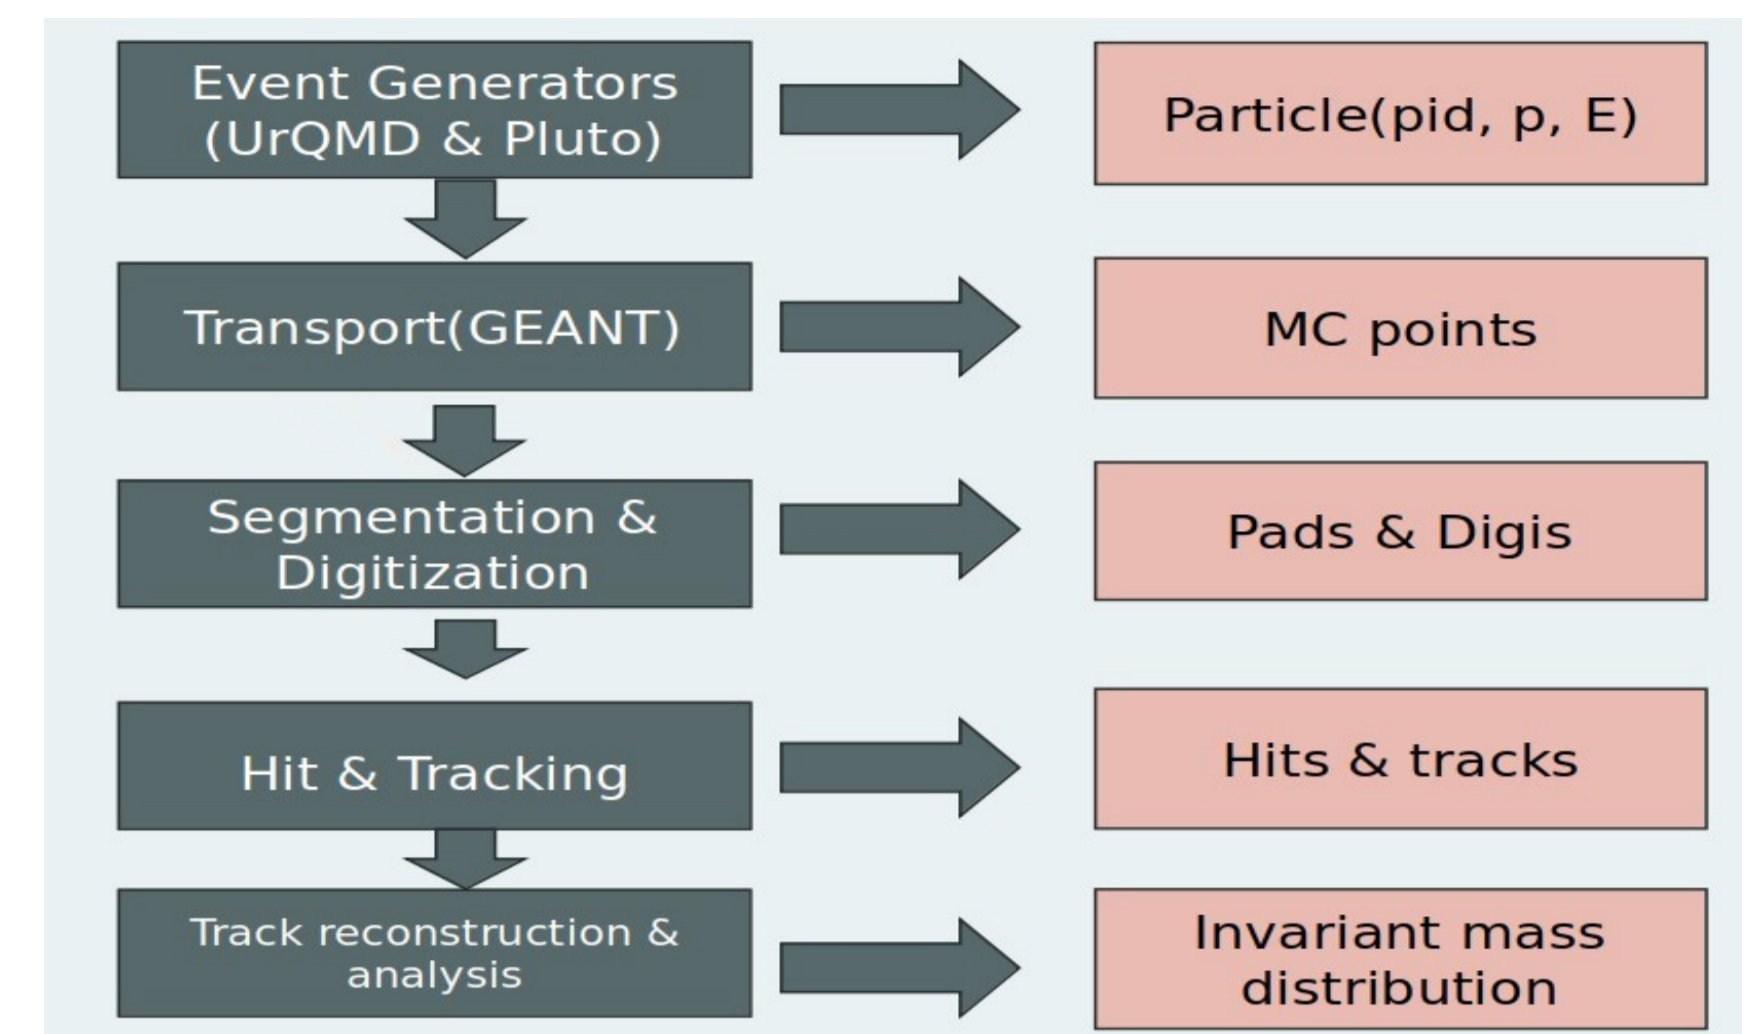 Event Generators
(UrQMD & Pluto)
Particle(pid, p, E)
Transport(GEANT)
MC points
Segmentation &
Digitization
Pads & Digis
Hit & Tracking
Hits & tracks
Track reconstruction &
analysis
Invariant mass
distribution